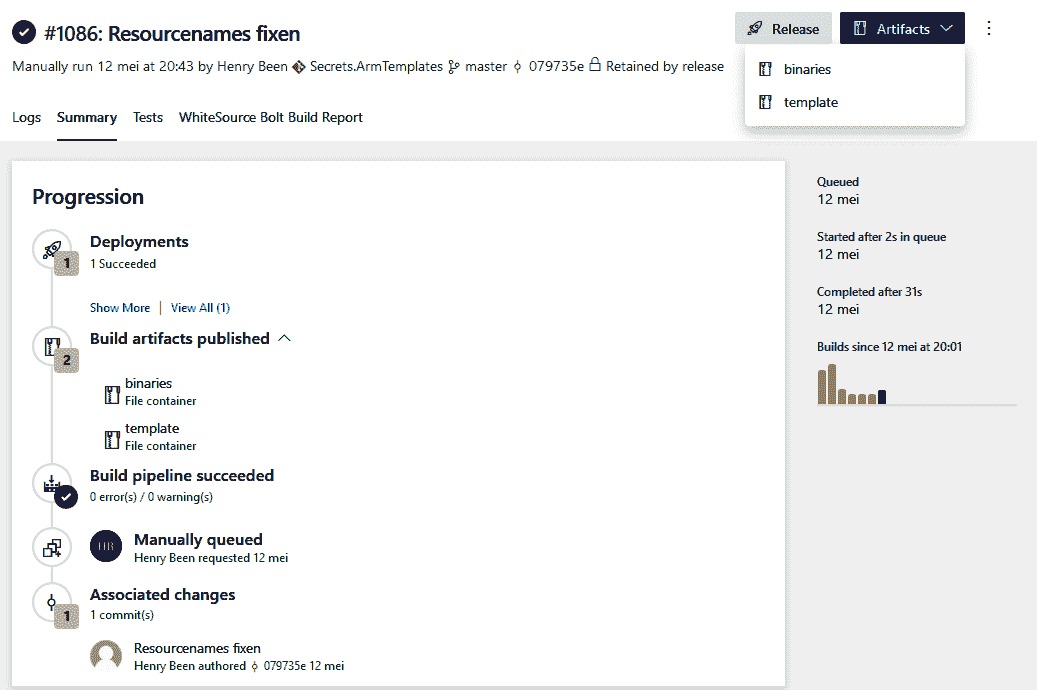 #1086: Resourcenames fixen
Release
Artifacts
Manually run 12 mei at 20:43 by Henry Been Secrets.ArmTemplates master 079735e Retained by release
binaries
template
Logs Summary Tests WhiteSource Bolt Build Report
Progression
Deployments
1
1 Succeeded
Show More | View All (1)
Build artifacts published
2
binaries
File container
template
File container
Build pipeline succeeded
0 error(s) / 0 warning(s)
Manually queued
Henry Been requested 12 mei
Associated changes
1
1 commit(s)
Resourcenames fixen
Henry Been authored 079735e 12 mei
Queued
12 mei
Started after 2s in queue
12 mei
Completed after 31s
12 mei
Builds since 12 mei at 20:01